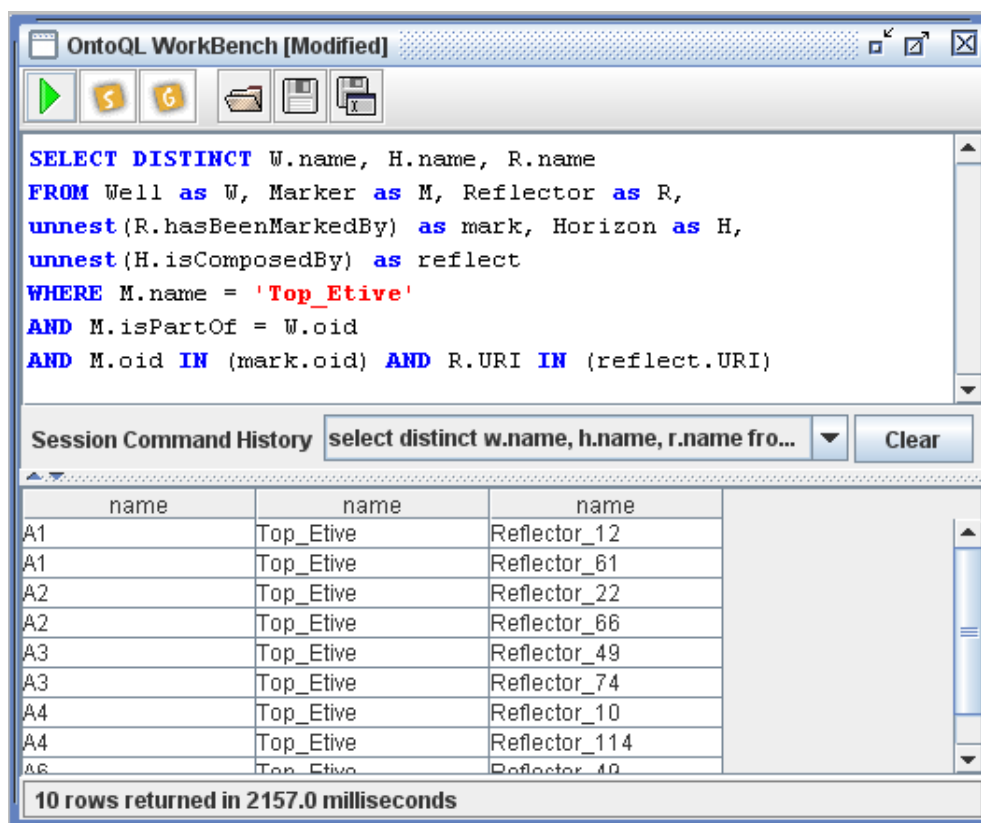 OntoQL WorkBench [Modified]
S G
SELECT DISTINCT W.name, H.name, R.name
FROM Well as W, Marker as M, Reflector as R,
unnest(R.hasBeenMarkedBy) as mark, Horizon as H,
unnest(H.isComposedBy) as reflect
WHERE M.name = 'Top_Etive'
AND M.isPartOf = W.oid
AND M.oid IN (mark.oid) AND R.URI IN (reflect.URI)
Session Command History select distinct w.name, h.name, r.name fro... Clear
name name name
A1 Top_Etive Reflector_12
A1 Top_Etive Reflector_61
A2 Top_Etive Reflector_22
A2 Top_Etive Reflector_66
A3 Top_Etive Reflector_49
A3 Top_Etive Reflector_74
A4 Top_Etive Reflector_10
A4 Top_Etive Reflector_114
Top_Etive
10 rows returned in 2157.0 milliseconds